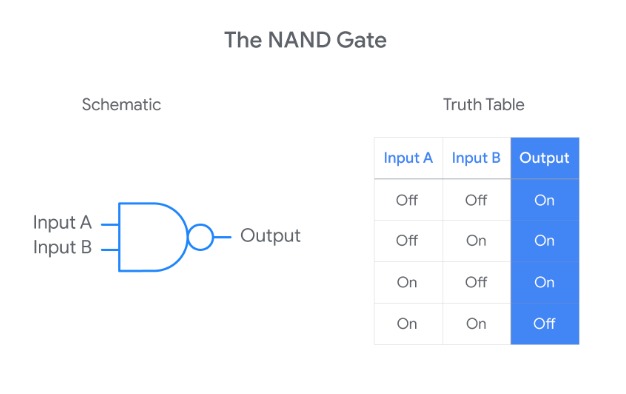 The NAND Gate
Schematic
Input A
Input B
Output
Truth Table
Input A Input B Output
Off Off On
Off On On
On Off On
On On Off